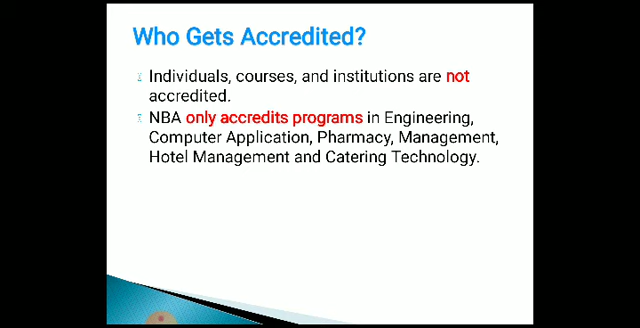 Who Gets Accredited?
Individuals, courses, and institutions are not
accredited.
NBA only accredits programs in Engineering,
Computer Application, Pharmacy, Management,
Hotel Management and Catering Technology.